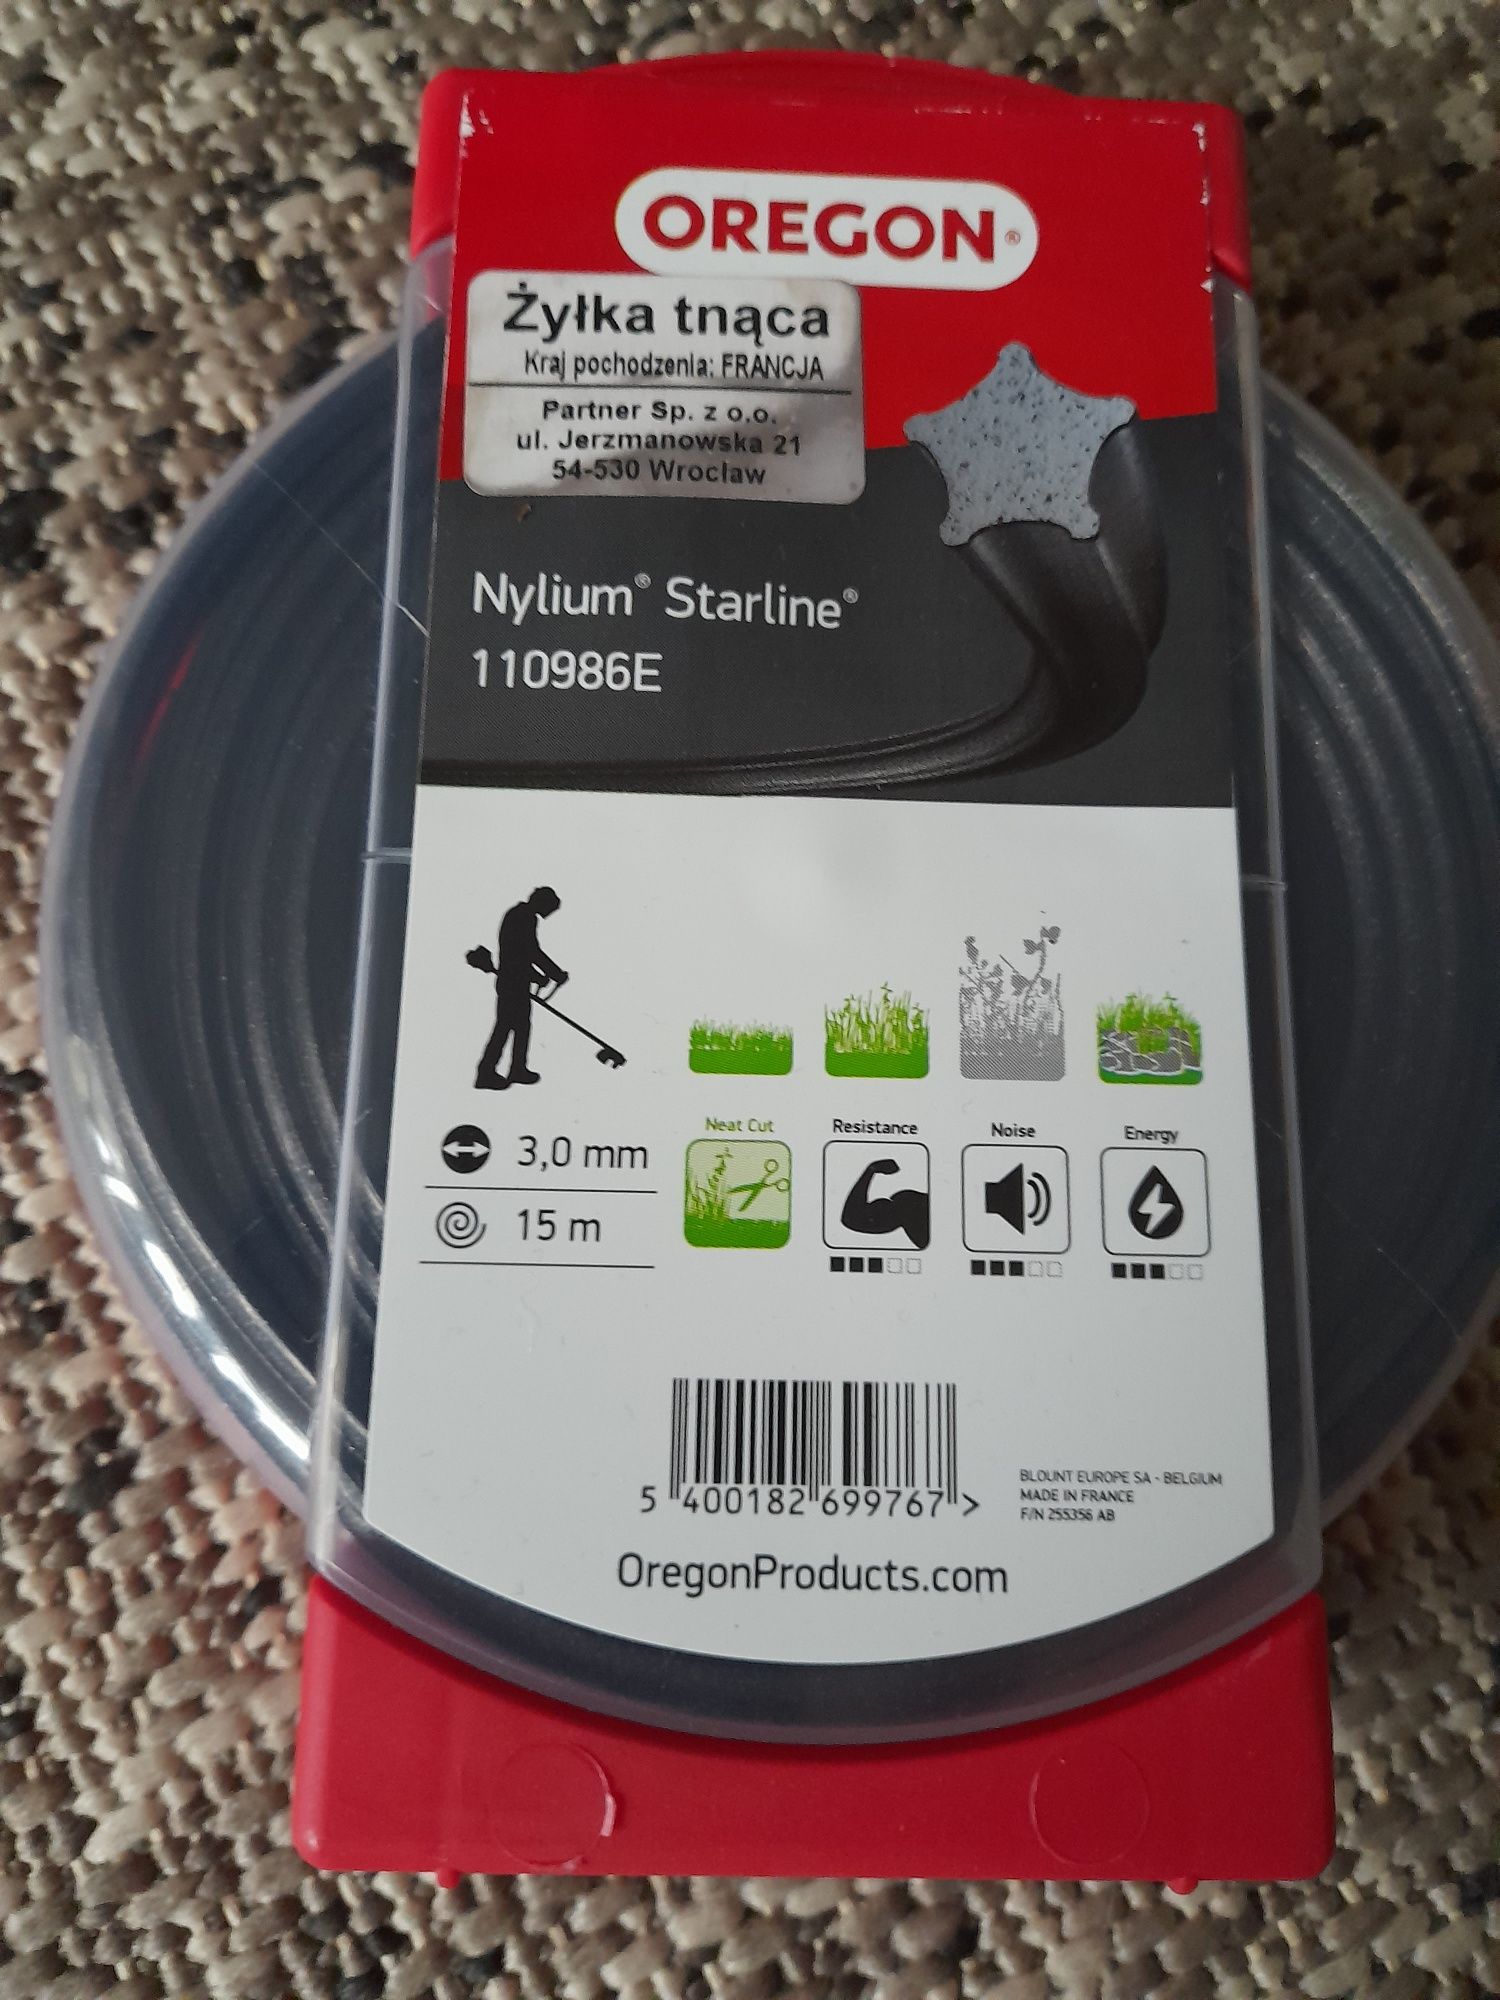 OREGON®
Żyłka tnąca
Kraj pochodzenia: FRANCJA
Partner Sp. z o.o.
ul. Jerzmanowska 21
54-530 Wrocław
Nylium® Starline®
110986E
Neat Cut
Resistance
Noise
Energy
3,0 mm
15 m
5 400182 699767 >
BLOUNT EUROPE SA - BELGIUM
MADE IN FRANCE
F/N 255356 AB
OregonProducts.com